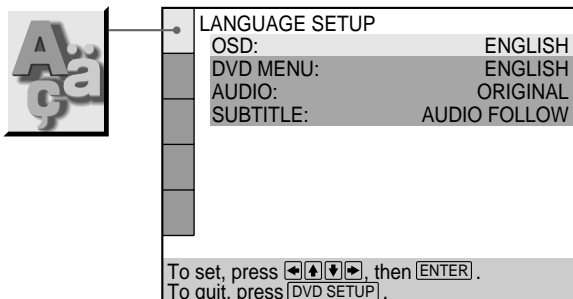 Aäç
LANGUAGE SETUP
OSD: ENGLISH
DVD MENU: ENGLISH
AUDIO: ORIGINAL
SUBTITLE: AUDIO FOLLOW
To set, press ←↑↓→, then ENTER.
To quit, press DVD SETUP.